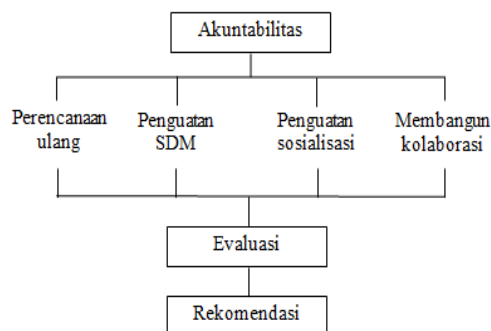 Akuntabilitas
Perencanaan
ulang
Penguatan
SDM
Penguatan
sosialisasi
Membangun
kolaborasi
Evaluasi
Rekomendasi